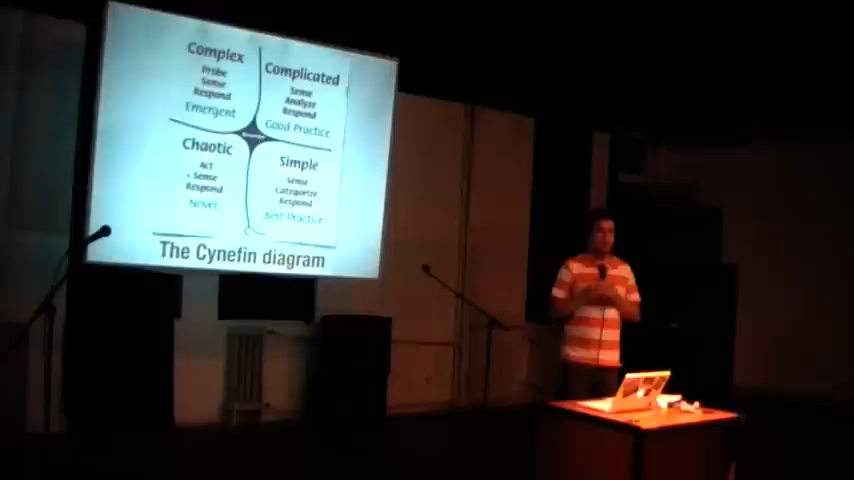 Complex
Probe
Sense
Respond
Emergent
Complicated
Sense
Analyze
Respond
Good Practice
Chaotic
Act
Sense
Respond
Novel
Simple
Sense
Categorize
Respond
Best Practice
The Cynefin diagram